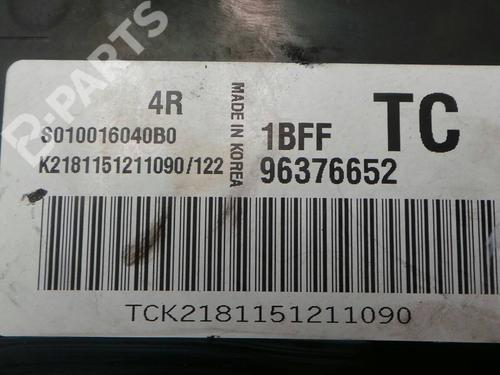 B-PARTS
4R
S010016040B0
K2181151211090/122
MADE IN KOREA
1BFF
TC
96376652
TCK2181151211090